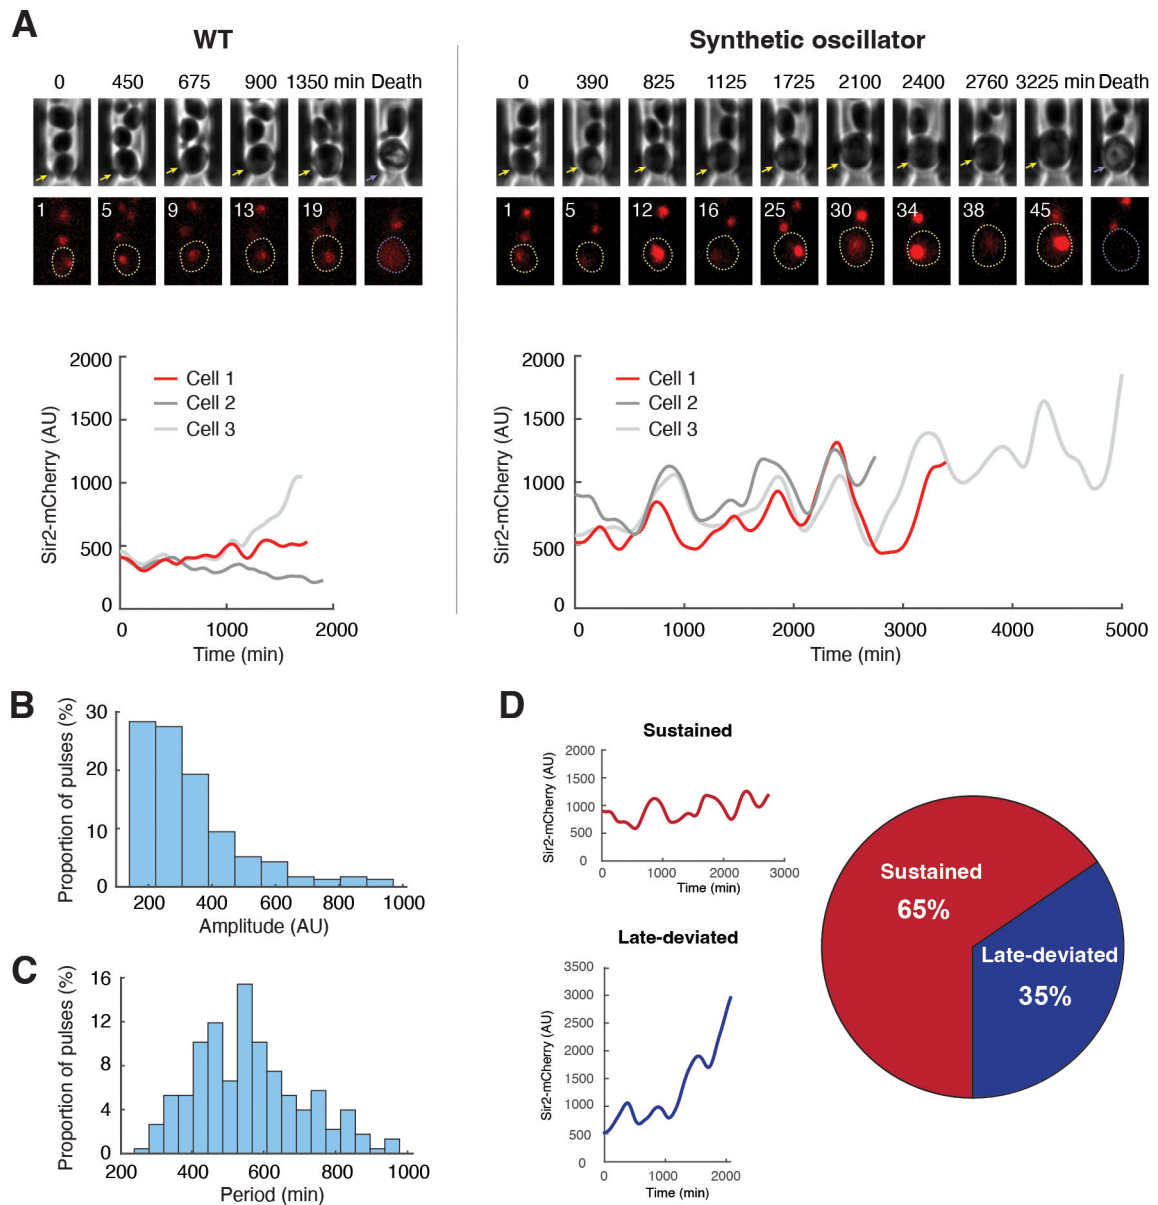 A
WT
Synthetic oscillator
0 450 675 900 1350 min Death
0 390 825 1125 1725 2100 2400 2760 3225 min Death
1 5 9 13 19
1 5 12 16 25 30 34 38 45
Sir2-mCherry (AU)
2000
1500
1000
500
0
Cell 1
Cell 2
Cell 3
0 1000 2000
Time (min)
Sir2-mCherry (AU)
2000
1500
1000
500
0
Cell 1
Cell 2
Cell 3
0 1000 2000 3000 4000 5000
Time (min)
B
Proportion of pulses (%)
30
20
10
0
200 400 600 800 1000
Amplitude (AU)
C
Proportion of pulses (%)
16
12
8
4
0
200 400 600 800 1000
Period (min)
D
Sustained
Sir2-mCherry (AU)
2000
1500
1000
500
0
0 1000 2000 3000
Time (min)
Late-deviated
Sir2-mCherry (AU)
3500
3000
2500
2000
1500
1000
500
0
0 1000 2000
Time (min)
Sustained
65%
Late-deviated
35%